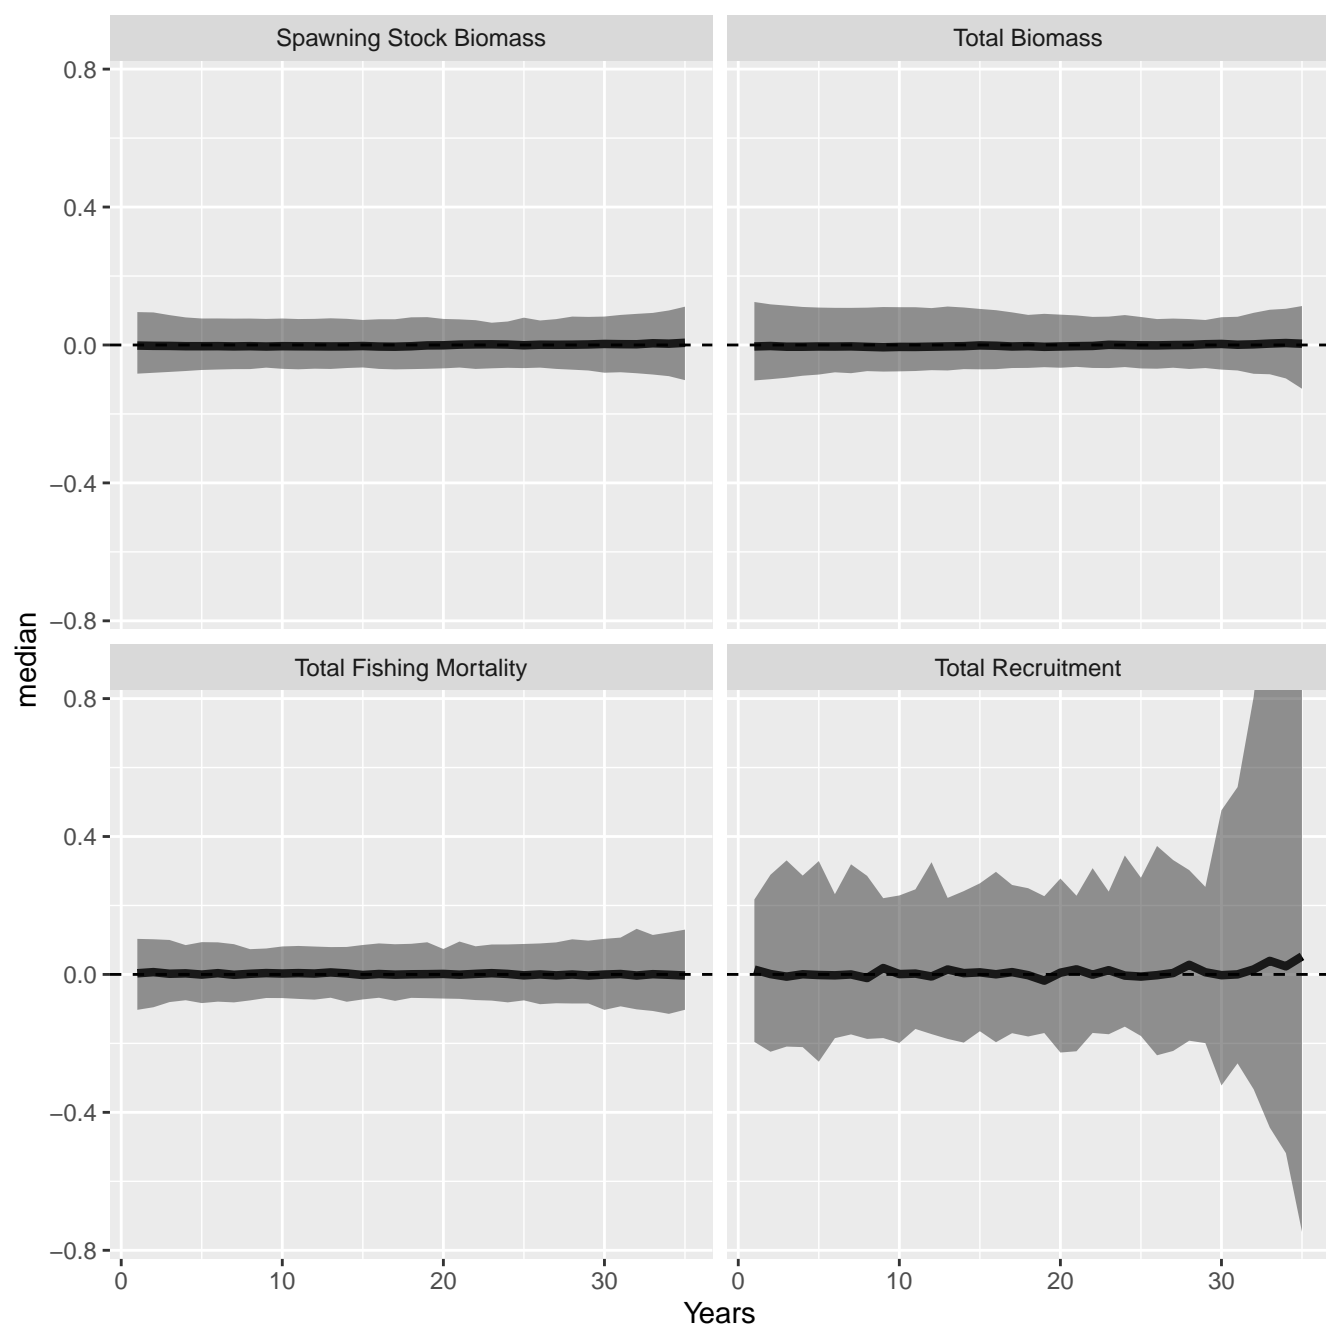 Spawning Stock Biomass
Total Biomass
0.8
0.4
0.0
−0.4
−0.8
median
Total Fishing Mortality
Total Recruitment
0.8
0.4
0.0
−0.4
−0.8
0 10 20 30
0 10 20 30
Years